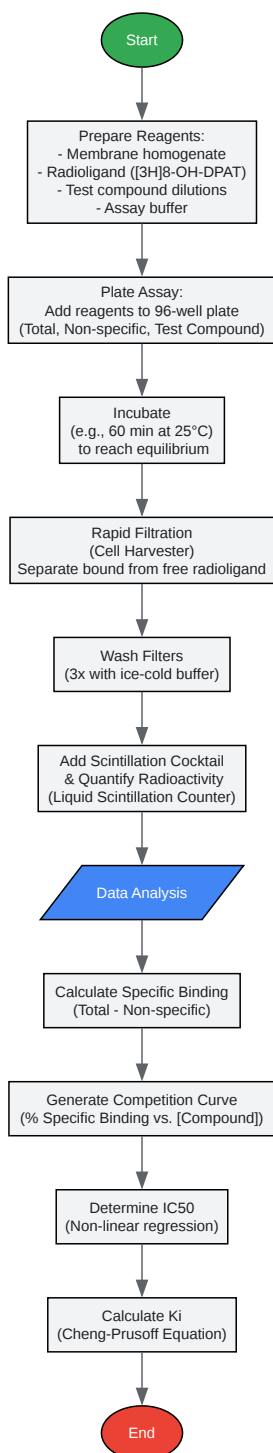 Start
Prepare Reagents:
- Membrane homogenate
- Radioligand ([3H]8-OH-DPAT)
- Test compound dilutions
- Assay buffer
Plate Assay:
Add reagents to 96-well plate
(Total, Non-specific, Test Compound)
Incubate
(e.g., 60 min at 25°C)
to reach equilibrium
Rapid Filtration
(Cell Harvester)
Separate bound from free radioligand
Wash Filters
(3x with ice-cold buffer)
Add Scintillation Cocktail
& Quantify Radioactivity
(Liquid Scintillation Counter)
Data Analysis
Calculate Specific Binding
(Total - Non-specific)
Generate Competition Curve
(% Specific Binding vs. [Compound])
Determine IC50
(Non-linear regression)
Calculate Ki
(Cheng-Prusoff Equation)
End